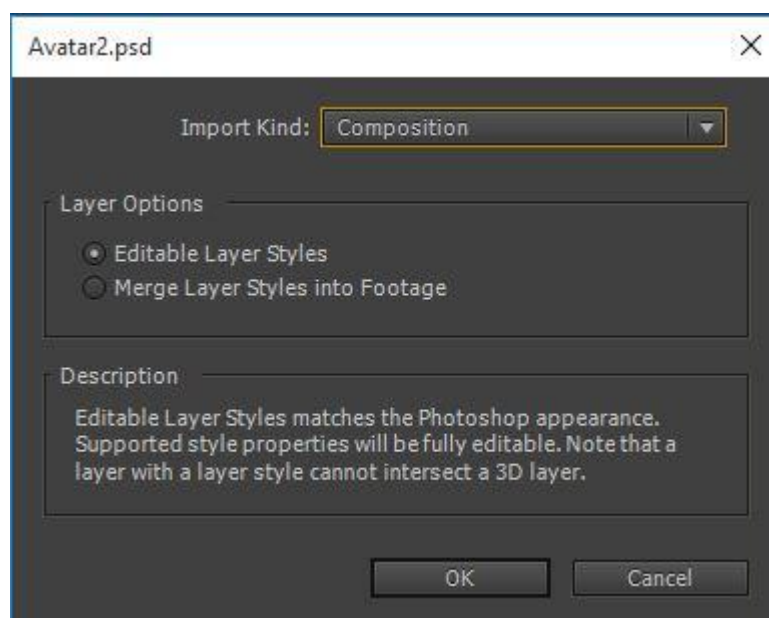 Avatar2.psd
Import Kind: Composition
Layer Options
Editable Layer Styles
Merge Layer Styles into Footage
Description
Editable Layer Styles matches the Photoshop appearance.
Supported style properties will be fully editable. Note that a
layer with a layer style cannot intersect a 3D layer.
OK Cancel